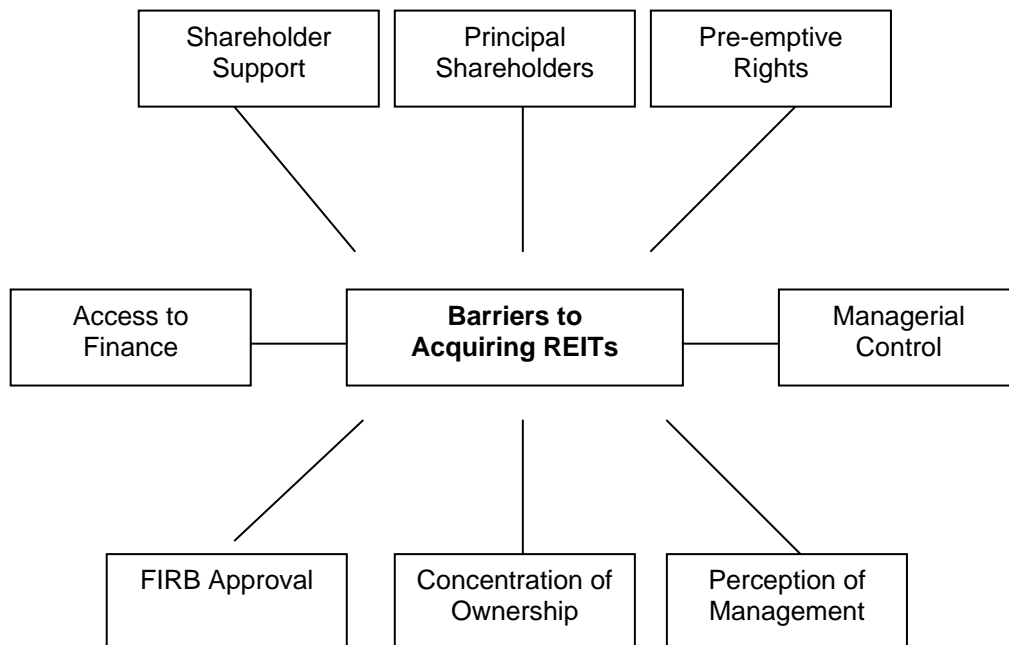 Shareholder
Support
Principal
Shareholders
Pre-emptive
Rights
Access to
Finance
Barriers to
Acquiring REITs
Managerial
Control
FIRB Approval
Concentration of
Ownership
Perception of
Management